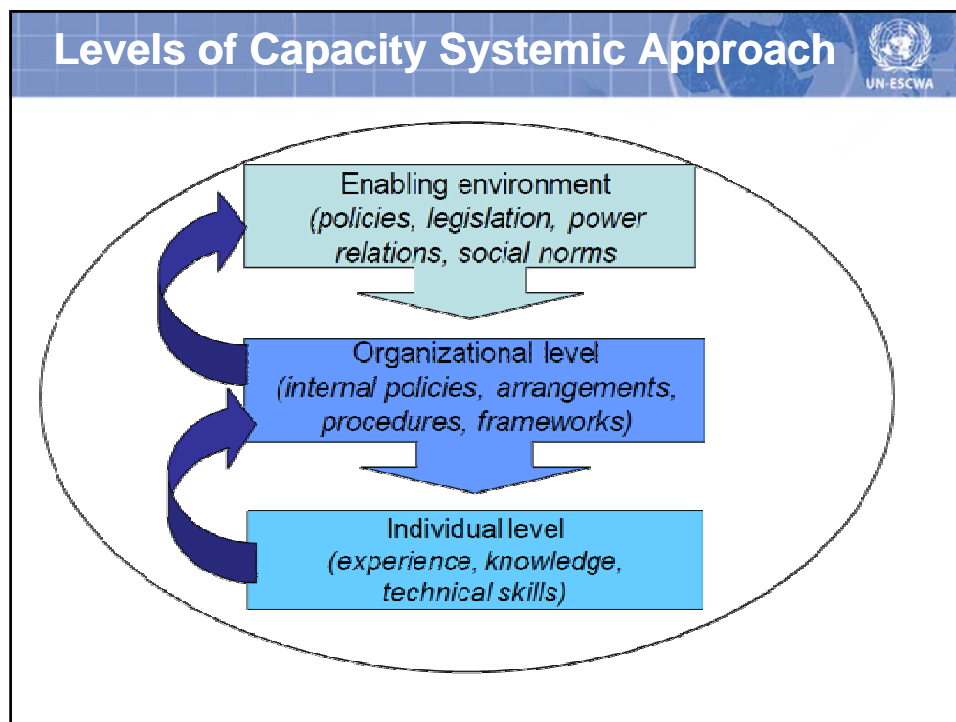 Levels of Capacity Systemic Approach
UN-ESCWA
Enabling environment
(policies, legislation, power
relations, social norms
Organizational level
(internal policies, arrangements,
procedures, frameworks)
Individual level
(experience, knowledge,
technical skills)